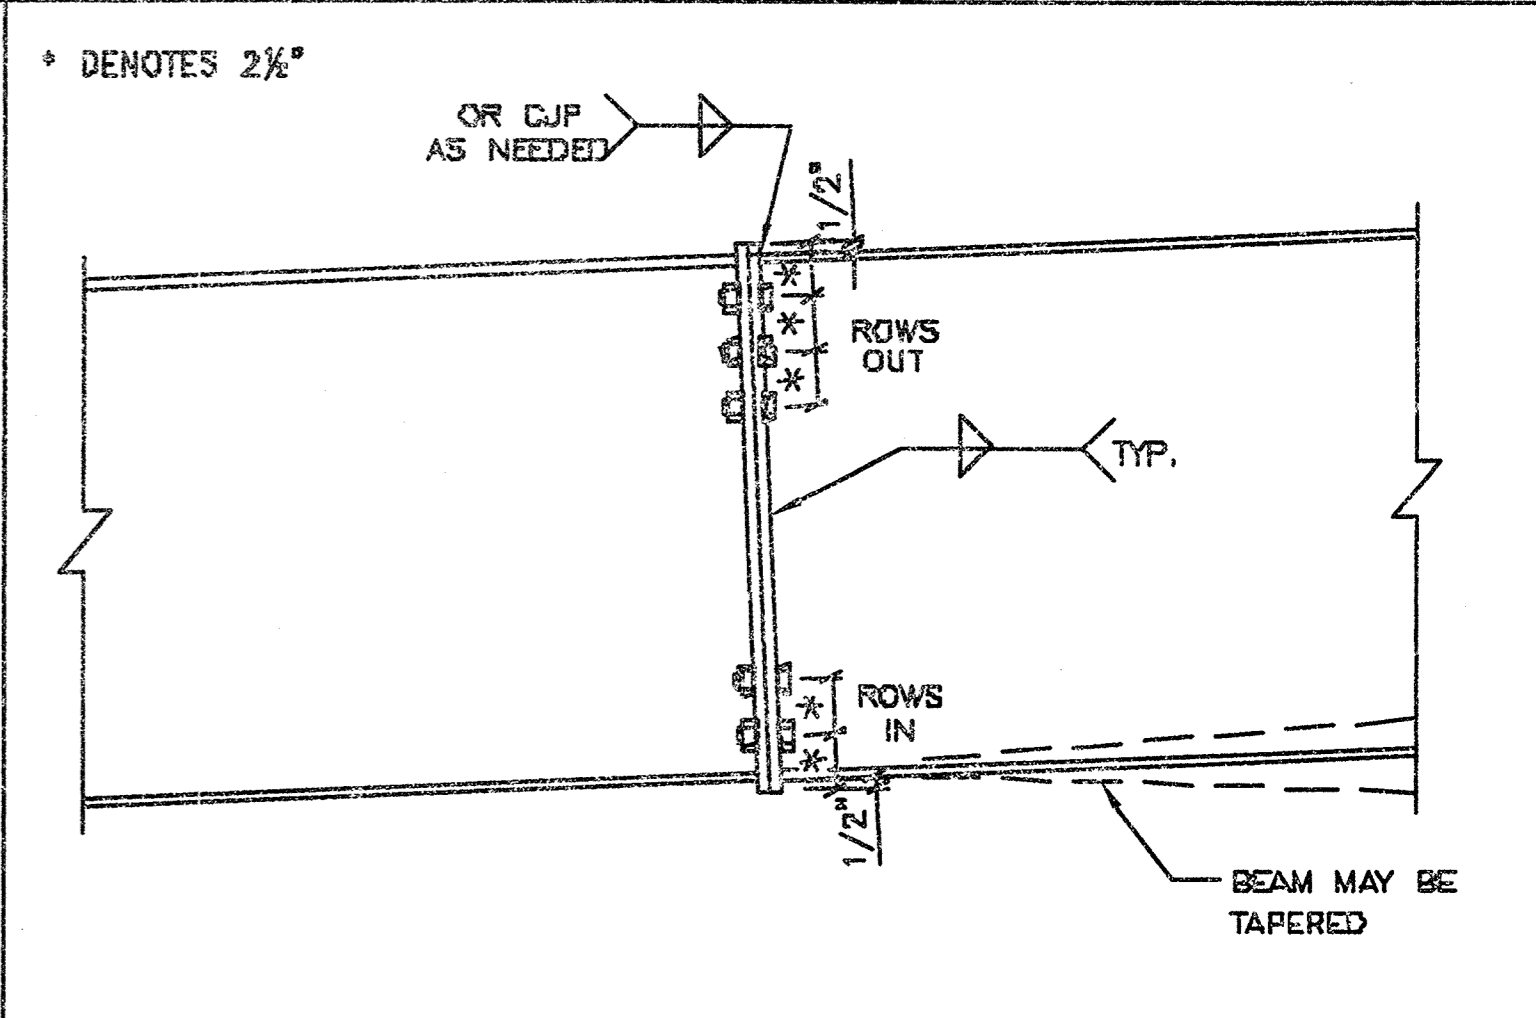 * DENOTES 2½"
OR CJP
AS NEEDED
1/2"
*
*
*
ROWS
OUT
TYP.
*
*
ROWS
IN
1/2"
BEAM MAY BE
TAPERED